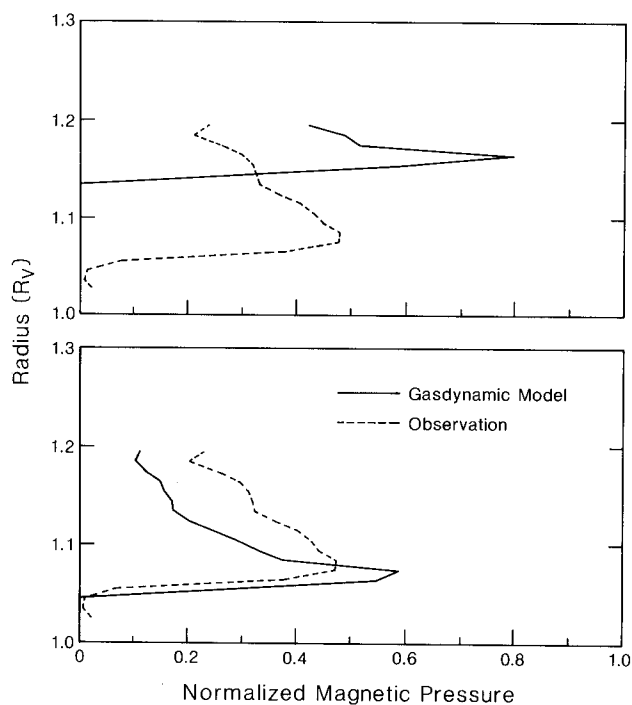 1.3
1.2
1.1
1.0
Radius (RV)
1.3
1.2
1.1
1.0
Gasdynamic Model
Observation
0 0.2 0.4 0.6 0.8 1.0
Normalized Magnetic Pressure